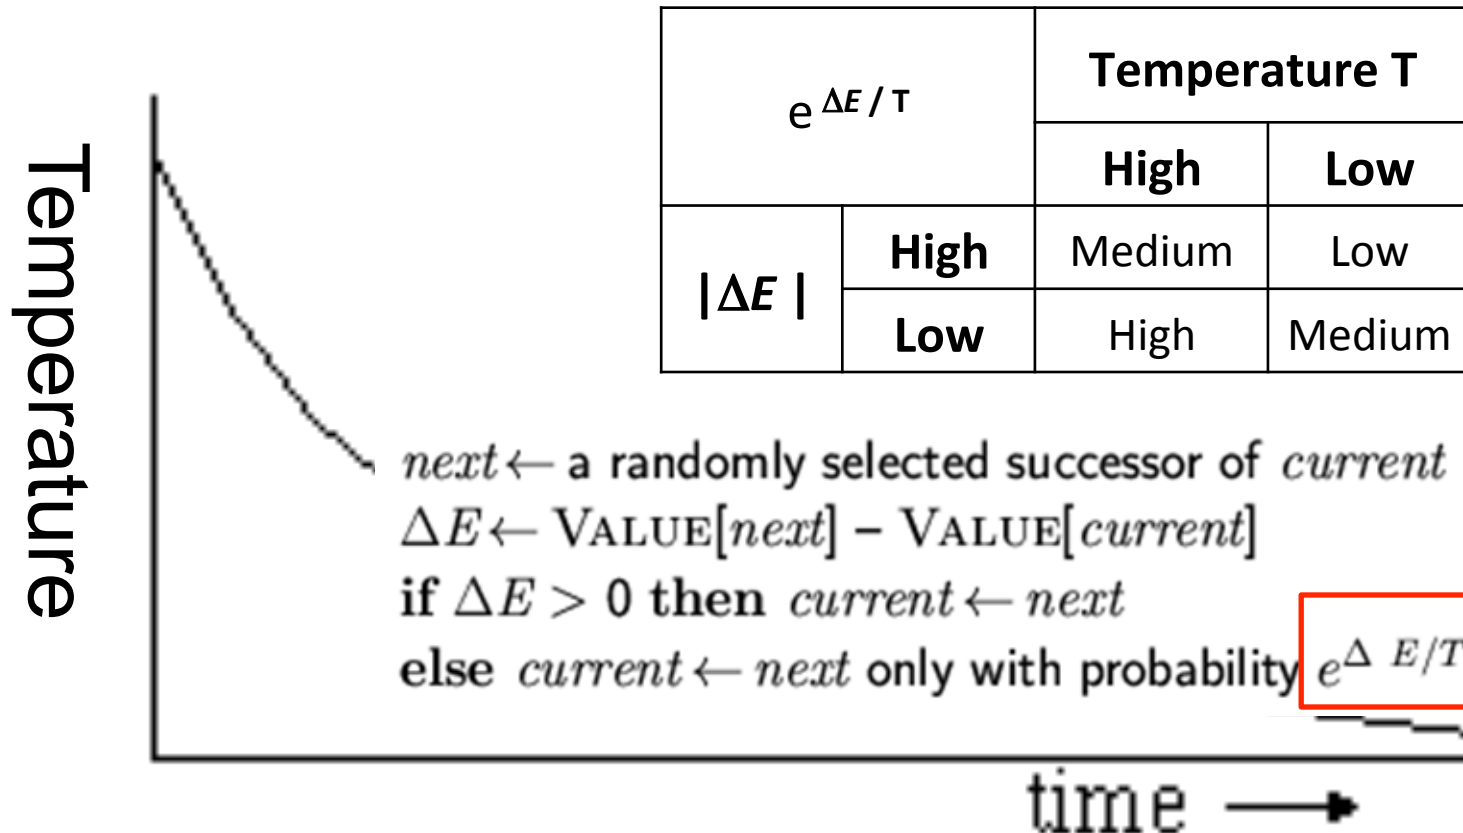 Temperature
e ΔE / T
Temperature T
High Low
|ΔE |
High Medium Low
Low High Medium
next ← a randomly selected successor of current
ΔE ← VALUE[next] – VALUE[current]
if ΔE > 0 then current ← next
else current ← next only with probability e^Δ E/T
time →